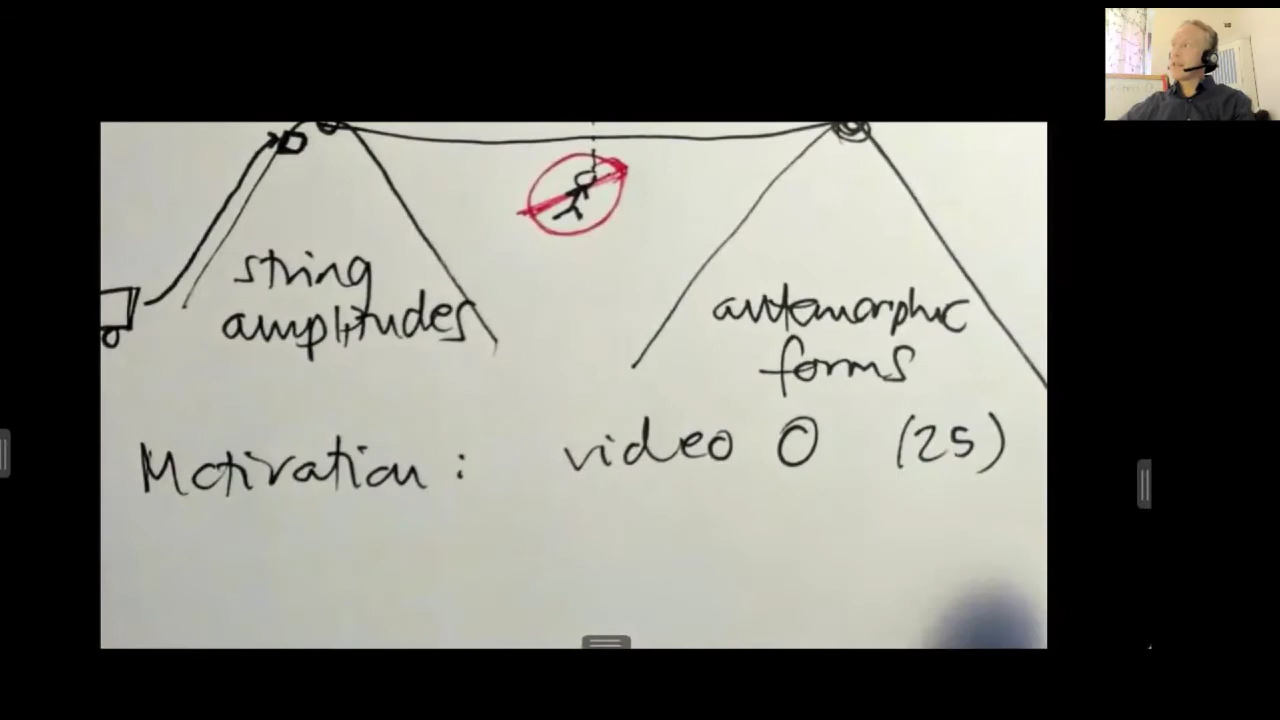 string
amplitudes
automorphic
forms
Motivation : video 0 (25)